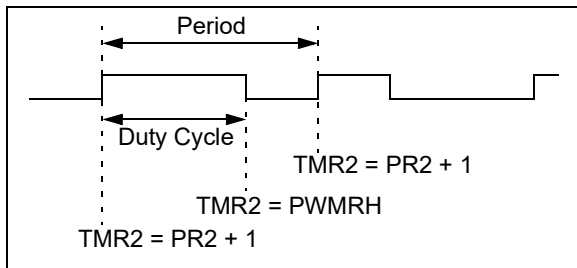 Period
Duty Cycle
TMR2 = PR2 + 1
TMR2 = PWMRH
TMR2 = PR2 + 1